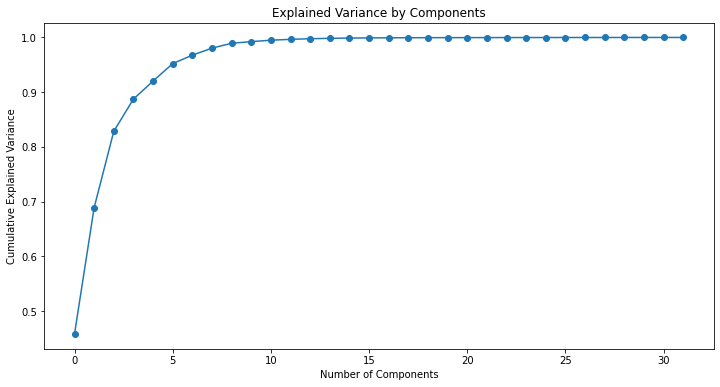 Explained Variance by Components
Cumulative Explained Variance
1.0
0.9
0.8
0.7
0.6
0.5
0 5 10 15 20 25 30
Number of Components